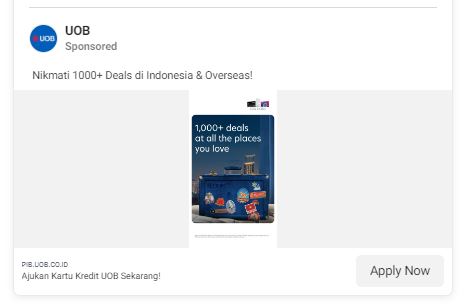 UOB
UOB
Sponsored
Nikmati 1000+ Deals di Indonesia & Overseas!
1,000+ deals
at all the places
you love
PIB.UOB.CO.ID
Ajukan Kartu Kredit UOB Sekarang!
Apply Now